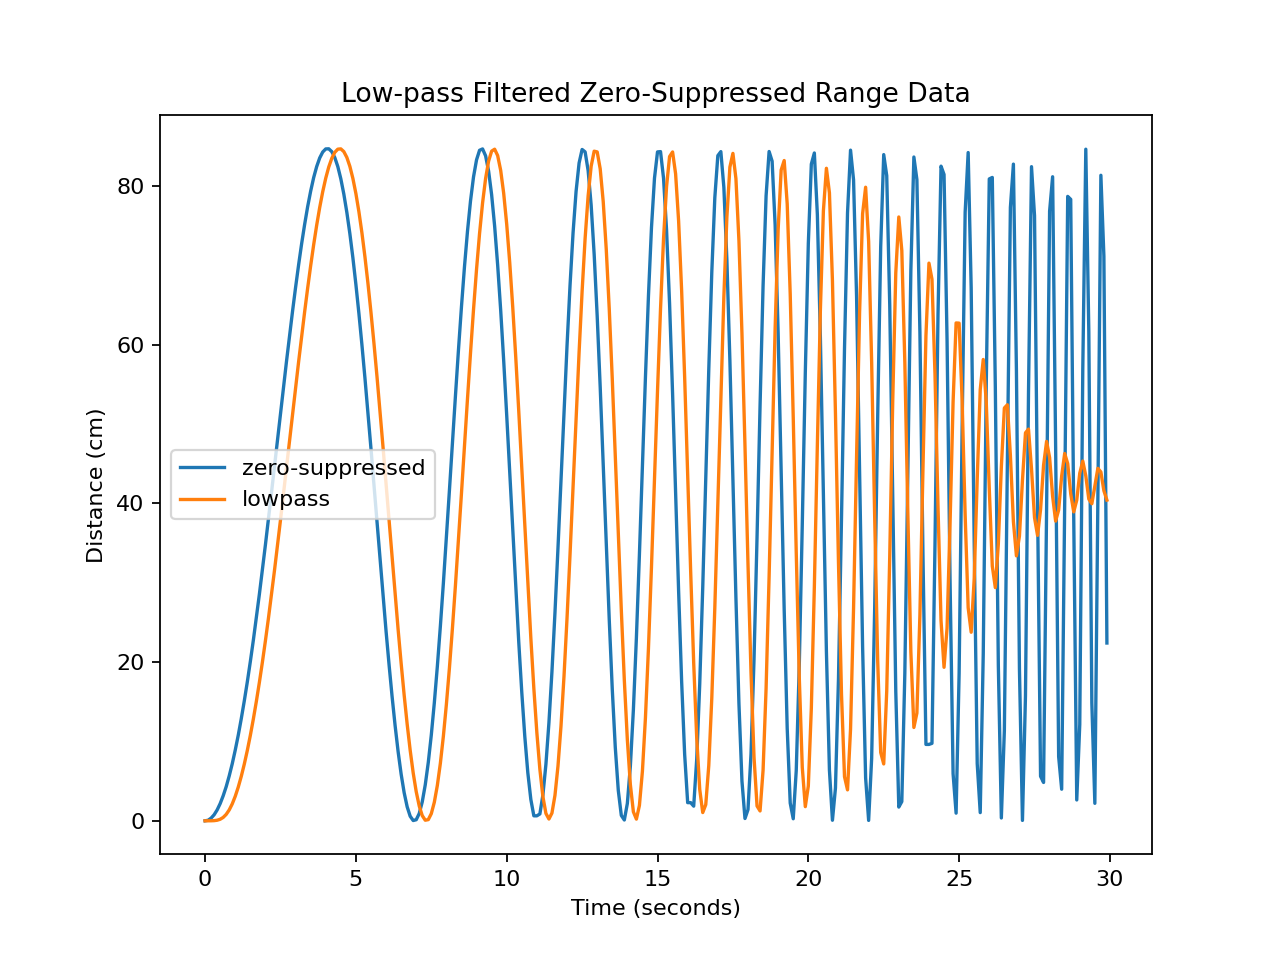 Low-pass Filtered Zero-Suppressed Range Data
80
60
40
20
0
Distance (cm)
zero-suppressed
lowpass
0 5 10 15 20 25 30
Time (seconds)